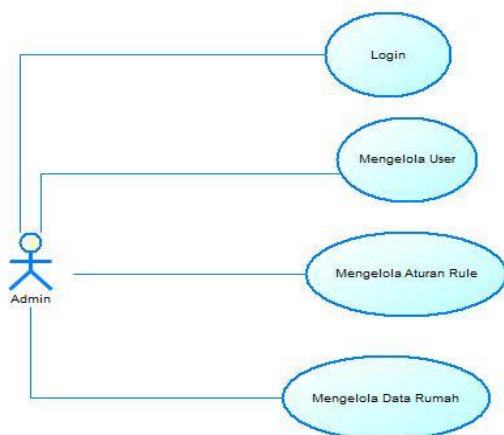 Login
Mengelola User
Mengelola Aturan Rule
Admin
Mengelola Data Rumah